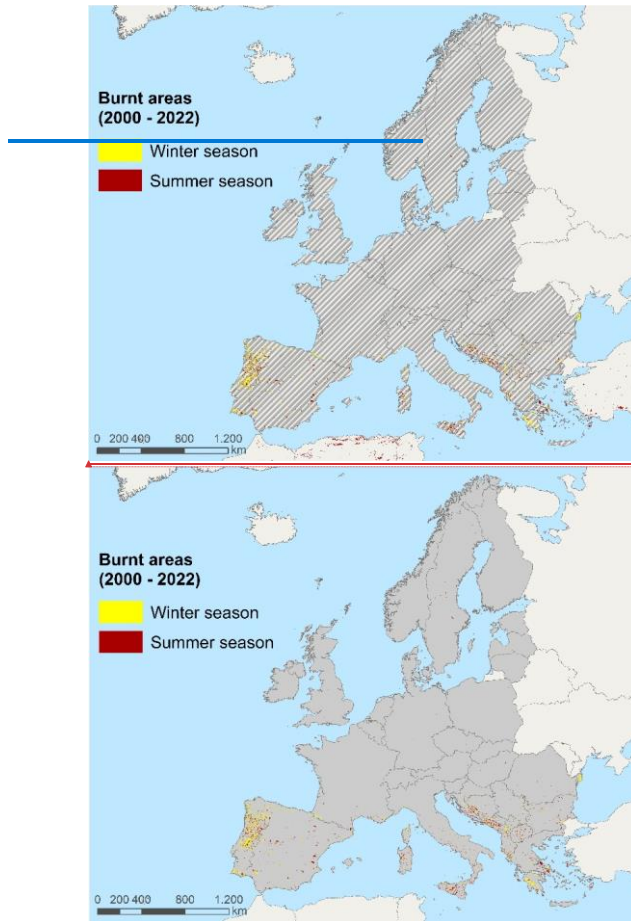 Burnt areas
(2000 - 2022)
Winter season
Summer season
0 200 400 800 1.200
km
Burnt areas
(2000 - 2022)
Winter season
Summer season
0 200 400 800 1.200
km